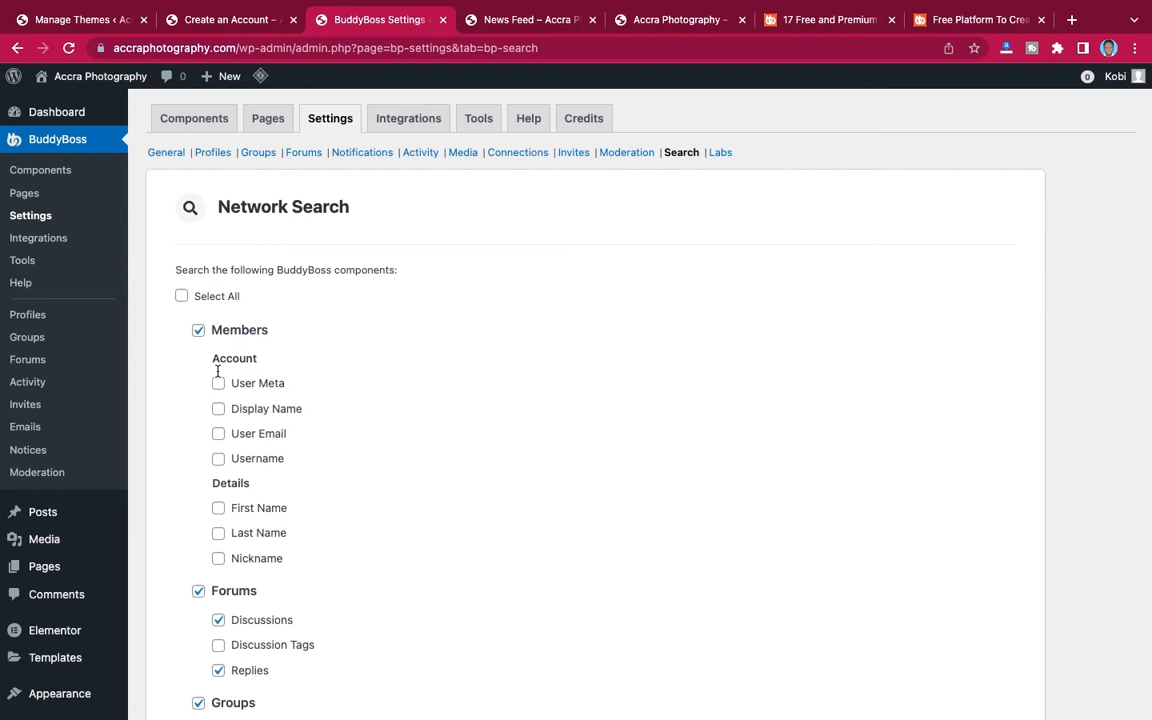 Manage Themes ‹ Ac
Create an Account –
BuddyBoss Settings ‹
News Feed – Accra P
Accra Photography –
17 Free and Premium
Free Platform To Crea
accraphotography.com/wp-admin/admin.php?page=bp-settings&tab=bp-search
Accra Photography
0
New
0
Kobi
Dashboard
BuddyBoss
Components
Pages
Settings
Integrations
Tools
Help
Profiles
Groups
Forums
Activity
Invites
Emails
Notices
Moderation
Posts
Media
Pages
Comments
Elementor
Templates
Appearance
Components
Pages
Settings
Integrations
Tools
Help
Credits
General | Profiles | Groups | Forums | Notifications | Activity | Media | Connections | Invites | Moderation | Search | Labs
Network Search
Search the following BuddyBoss components:
Select All
Members
Account
User Meta
Display Name
User Email
Username
Details
First Name
Last Name
Nickname
Forums
Discussions
Discussion Tags
Replies
Groups